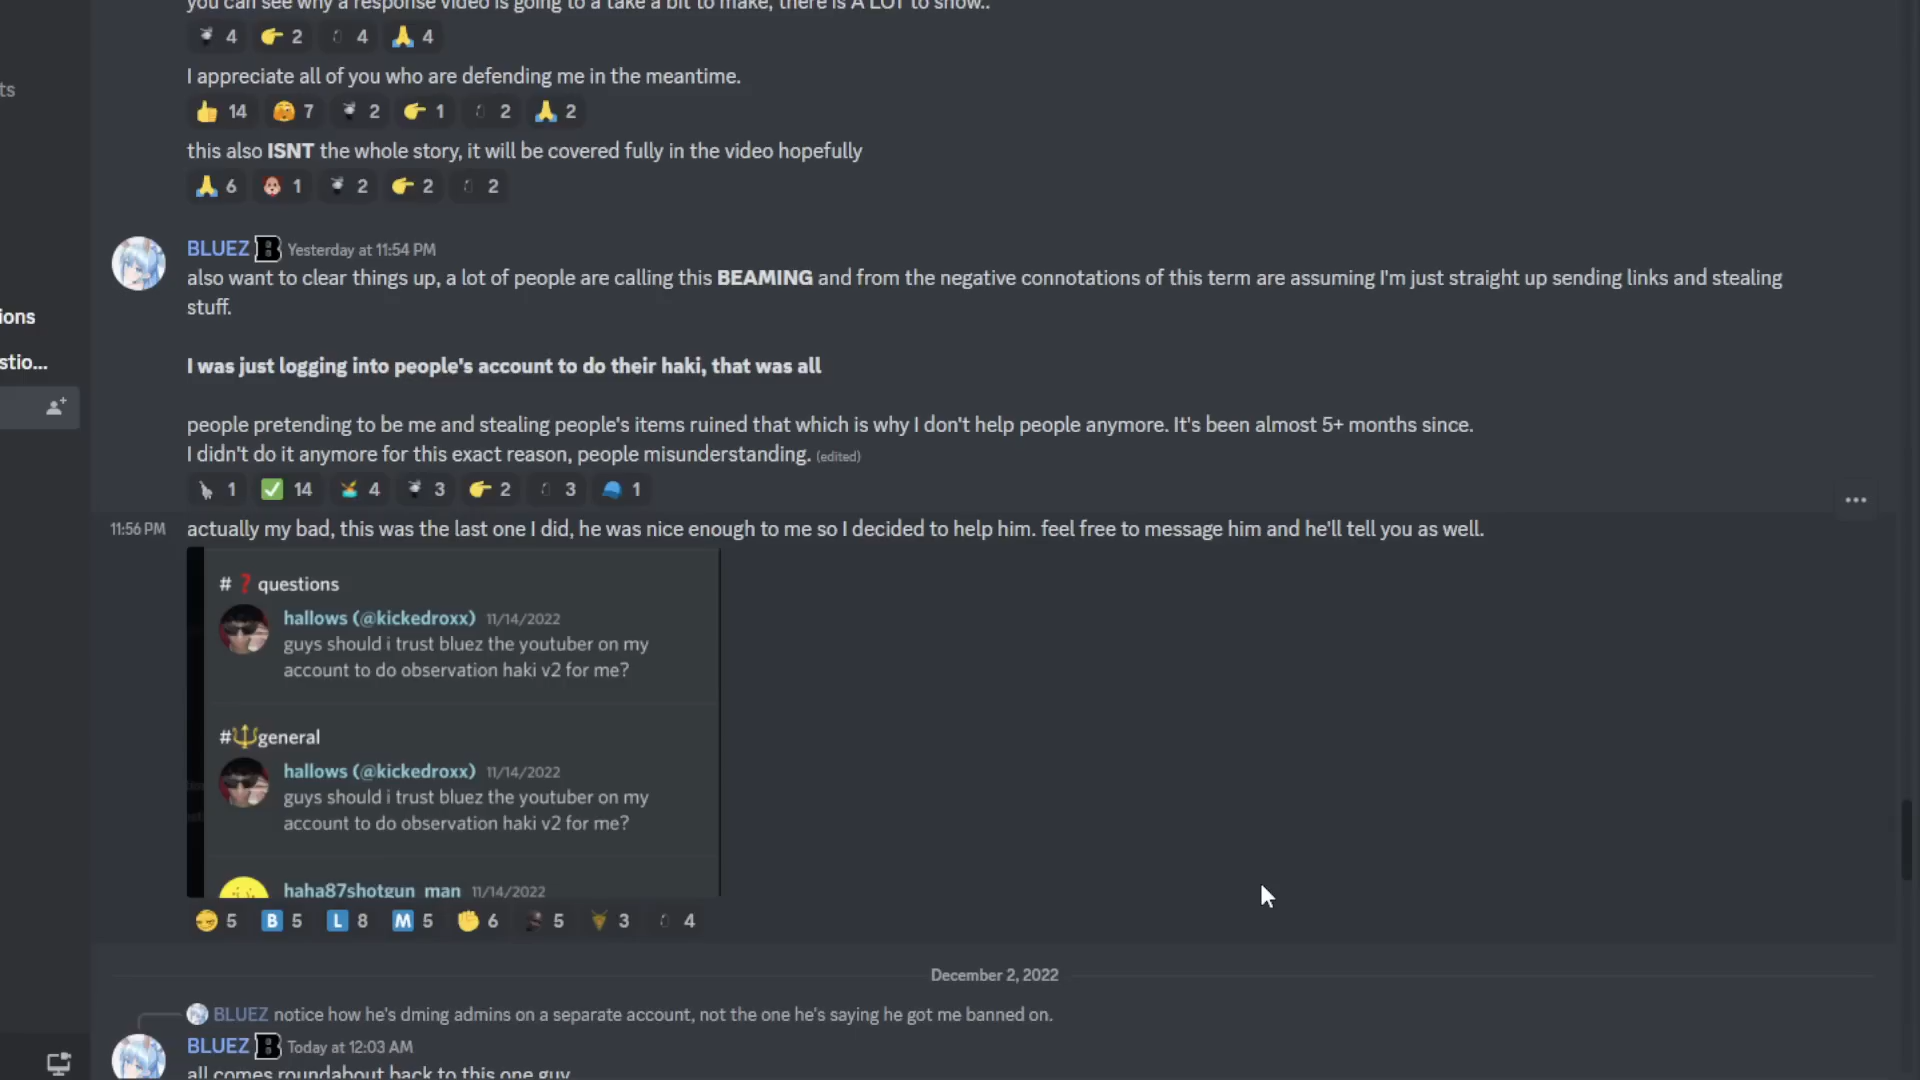 you can see why a response video is going to a take a bit to make, there is A LOT to show..
4 2 4 4
ts
I appreciate all of you who are defending me in the meantime.
14 7 2 1 2 2
this also ISNT the whole story, it will be covered fully in the video hopefully
6 1 2 2 2
BLUEZ B Yesterday at 11:54 PM
also want to clear things up, a lot of people are calling this BEAMING and from the negative connotations of this term are assuming I'm just straight up sending links and stealing
stuff.
ions
stio...
I was just logging into people's account to do their haki, that was all
people pretending to be me and stealing people's items ruined that which is why I don't help people anymore. It's been almost 5+ months since.
I didn't do it anymore for this exact reason, people misunderstanding. (edited)
1 14 4 3 2 3 1
11:56 PM actually my bad, this was the last one I did, he was nice enough to me so I decided to help him. feel free to message him and he'll tell you as well.
# ❓ questions
hallows (@kickedroxx) 11/14/2022
guys should i trust bluez the youtuber on my
account to do observation haki v2 for me?
#🔱general
hallows (@kickedroxx) 11/14/2022
guys should i trust bluez the youtuber on my
account to do observation haki v2 for me?
haha87shotgun_man 11/14/2022
5 B 5 L 8 M 5 6 5 3 4
December 2, 2022
BLUEZ notice how he's dming admins on a separate account, not the one he's saying he got me banned on.
BLUEZ B Today at 12:03 AM
all comes roundabout back to this one guy